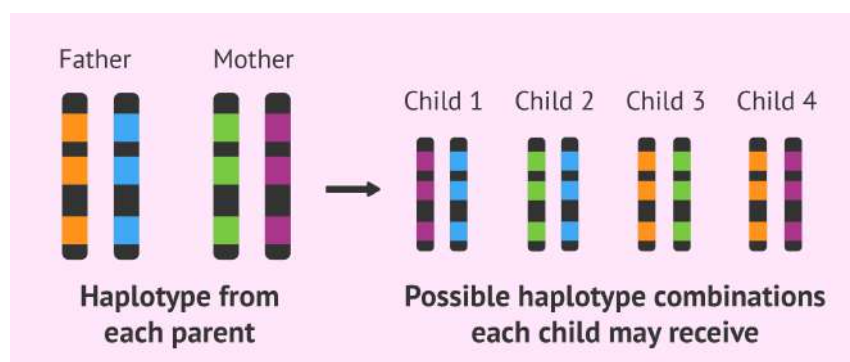 Father
Mother
Child 1
Child 2
Child 3
Child 4
Haplotype from
each parent
Possible haplotype combinations
each child may receive